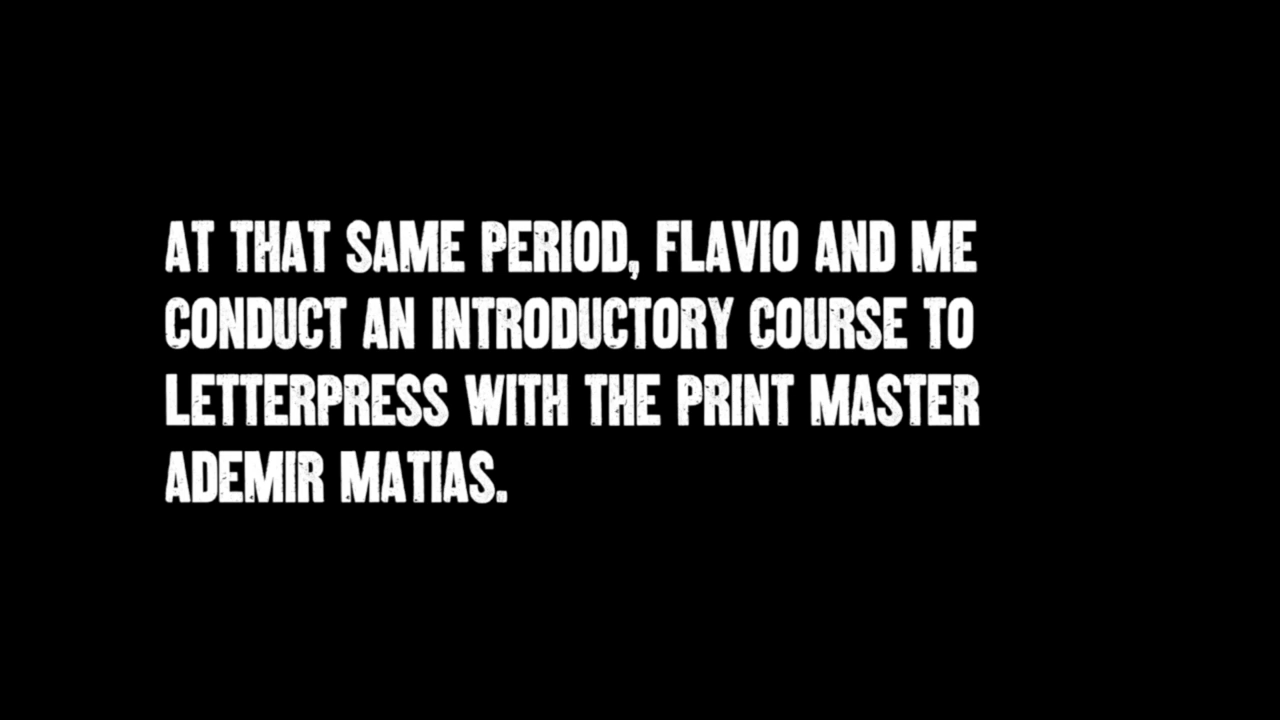 AT THAT SAME PERIOD, FLAVIO AND ME
CONDUCT AN INTRODUCTORY COURSE TO
LETTERPRESS WITH THE PRINT MASTER
ADEMIR MATIAS.